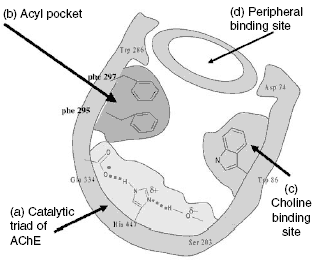 (b) Acyl pocket
(d) Peripheral
binding site
Trp 286
phe 297
Asp 74
phe 295
N
Trp 86
O
O
H
Glu 334
N
N
δ+
H
O
δ-
(c)
Choline
binding
site
(a) Catalytic
triad of
AChE
His 447
Ser 203